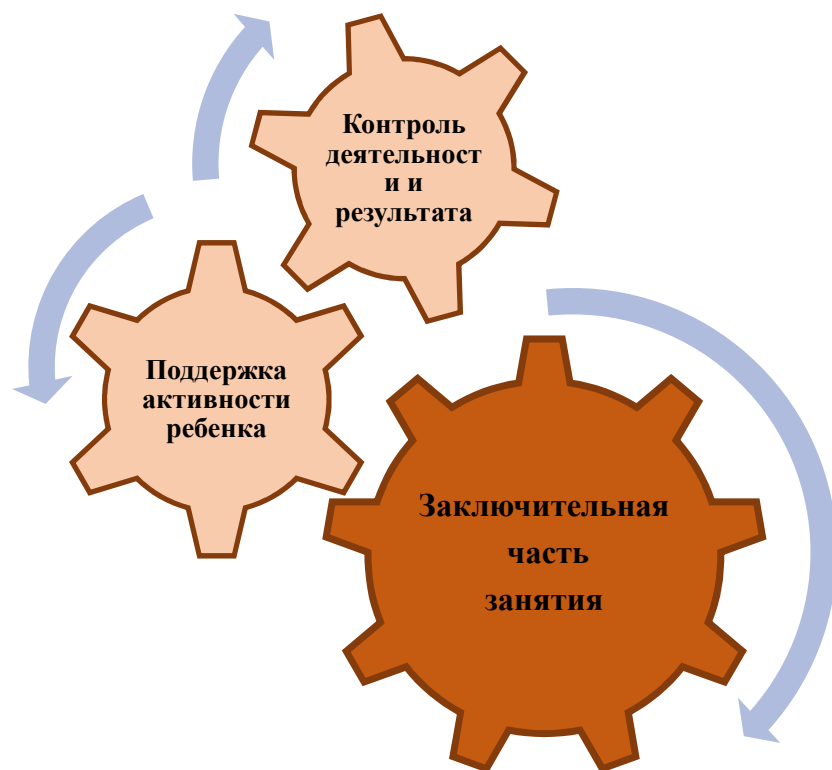 Контроль
деятельност
и и
результата
Поддержка
активности
ребенка
Заключительная
часть
занятия